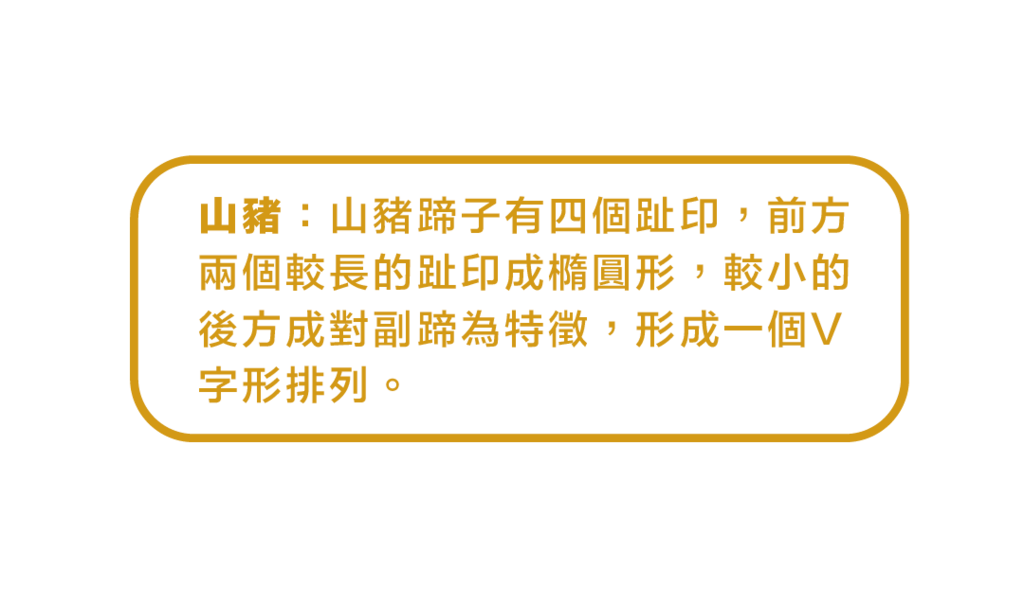 山豬：山豬蹄子有四個趾印，前方
兩個較長的趾印成橢圓形，較小的
後方成對副蹄為特徵，形成一個V
字形排列。